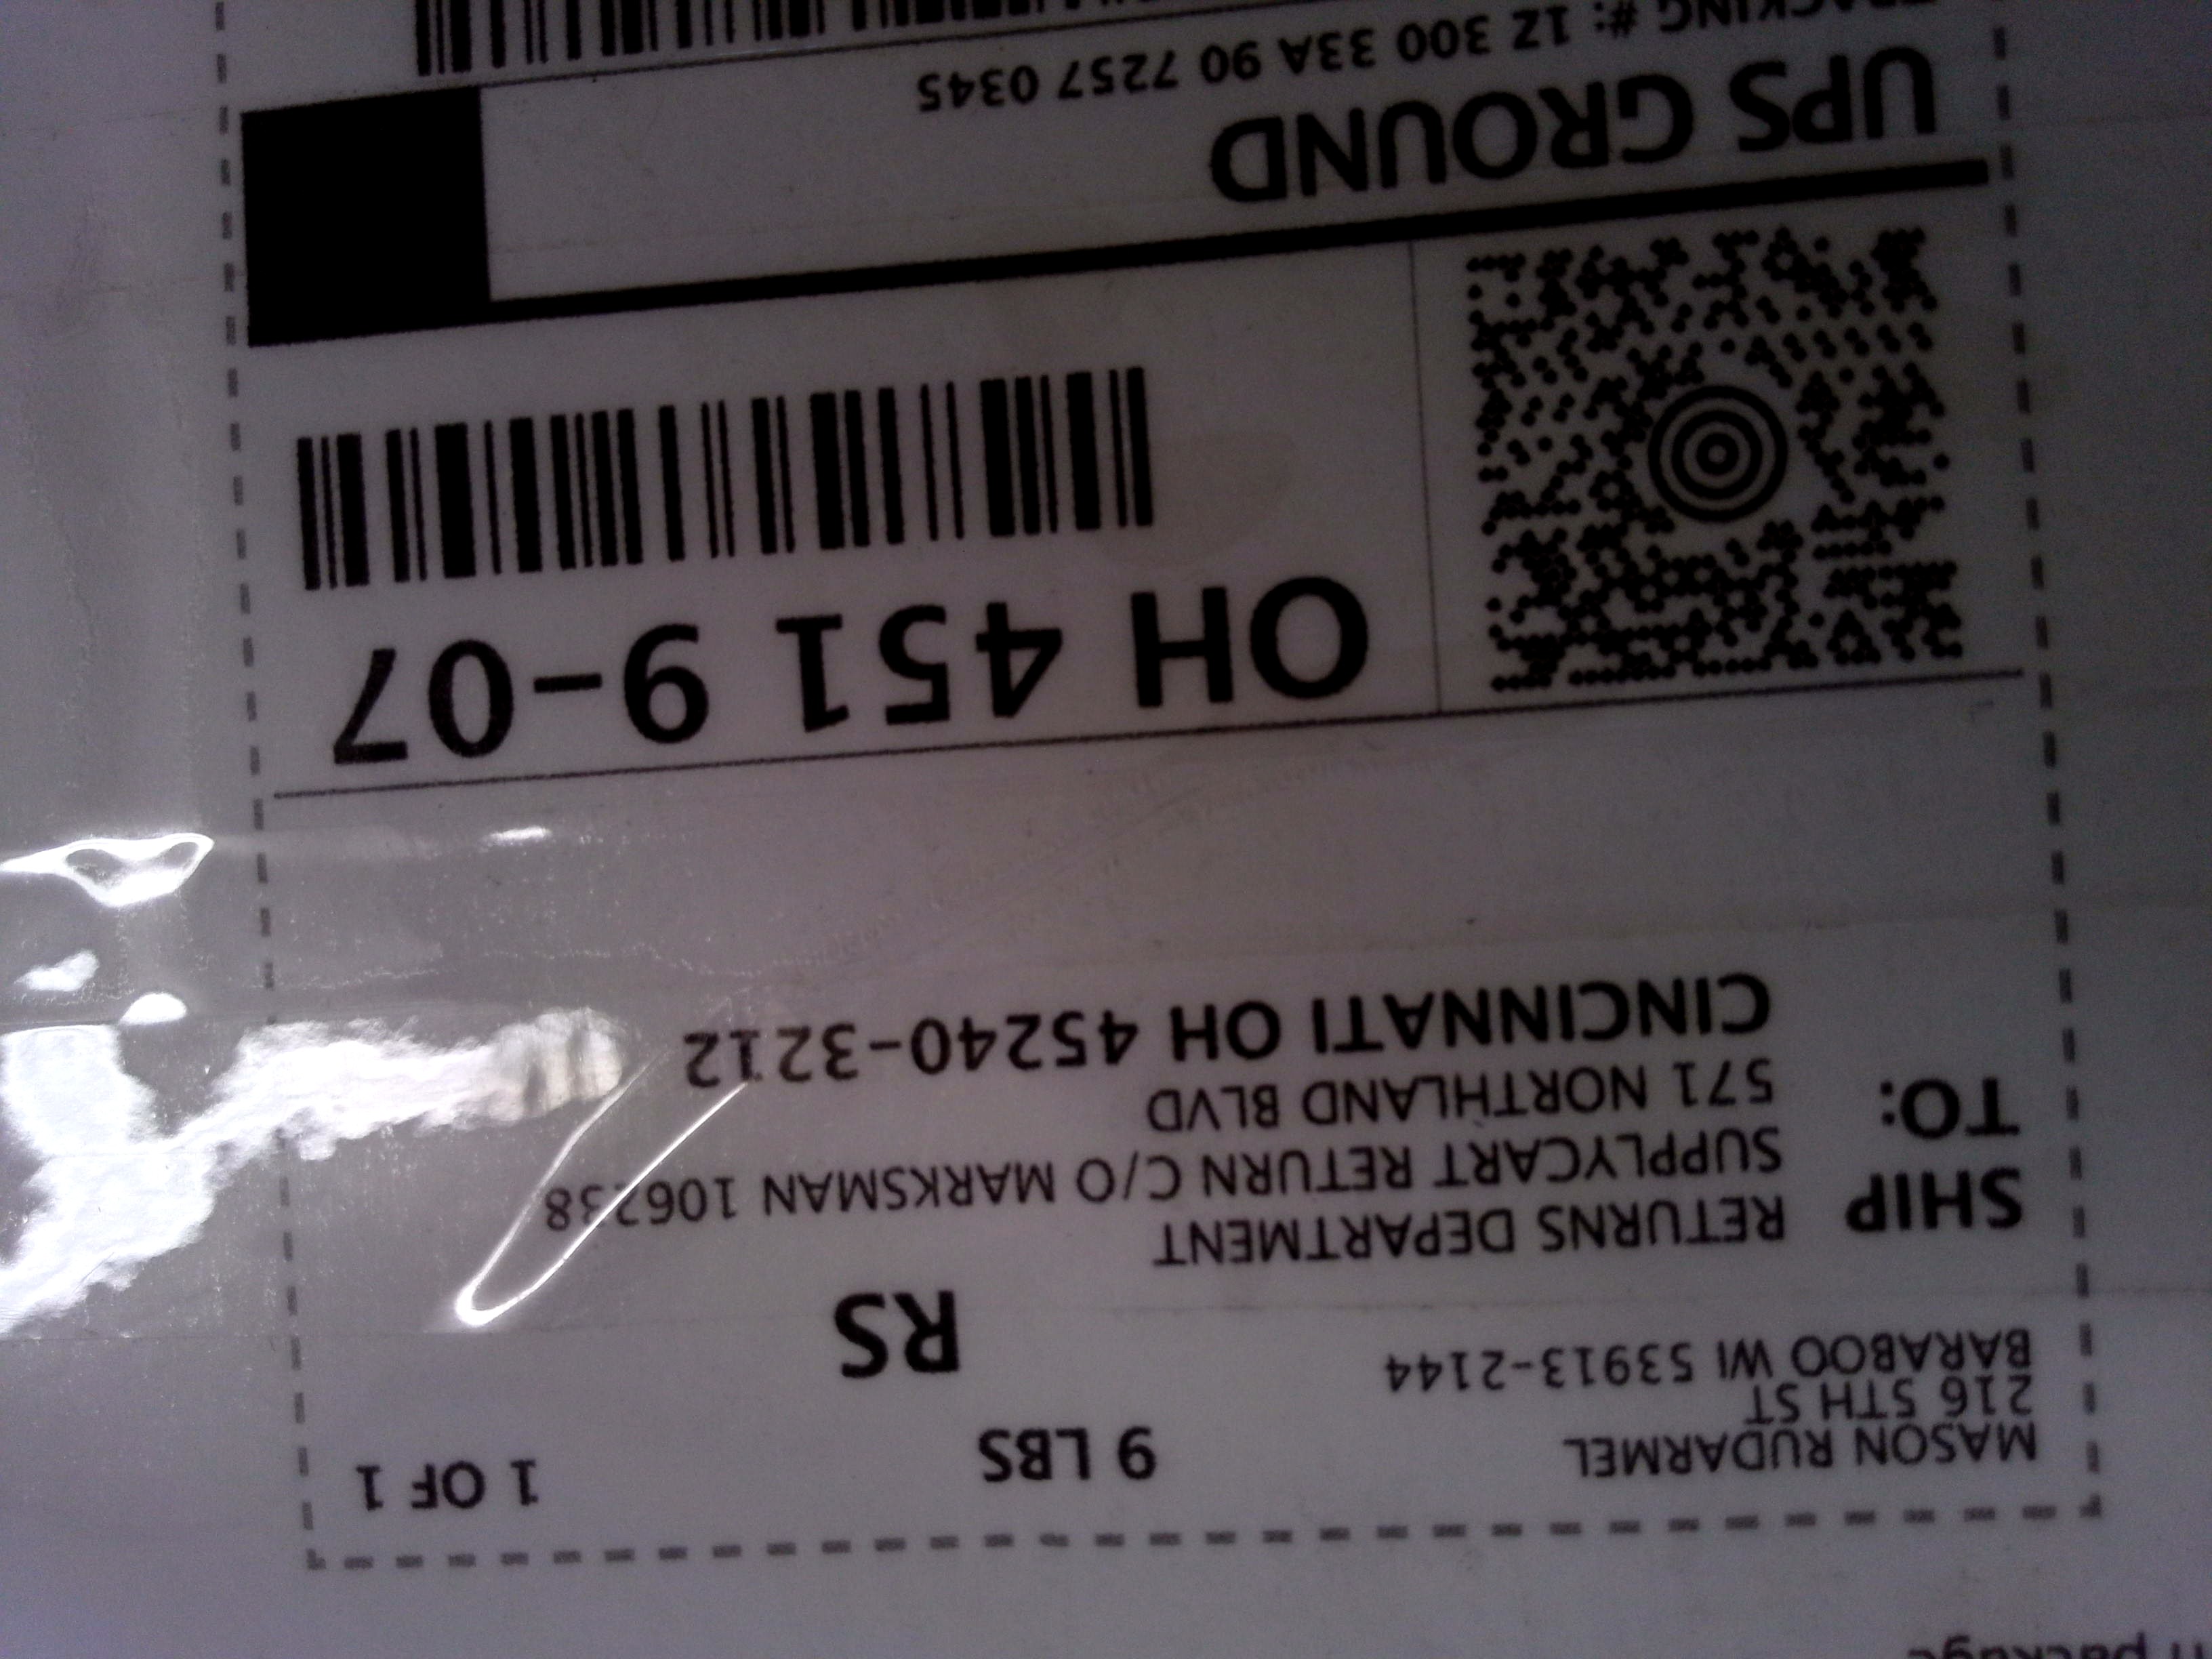 MASON RUDARMEL
216 5TH ST
BARABOO WI 53913-2144
9 LBS
1 OF 1
RS
SHIP TO:
RETURNS DEPARTMENT
SUPPLYCART RETURN C/O MARKSMAN
571 NORTHLAND BLVD
CINCINNATI OH 45240-3212
OH 451 9-07
UPS GROUND
TRACKING #: 1Z 300 33A 90 7257 0345
package